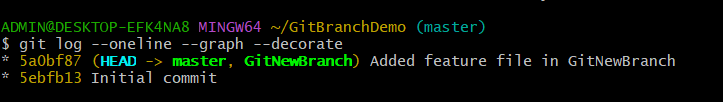 ADMIN@DESKTOP-EFK4NA8 MINGW64 ~/GitBranchDemo (master)
$ git log --oneline --graph --decorate
* 5a0bf87 (HEAD -> master, GitNewBranch) Added feature file in GitNewBranch
* 5ebfb13 Initial commit